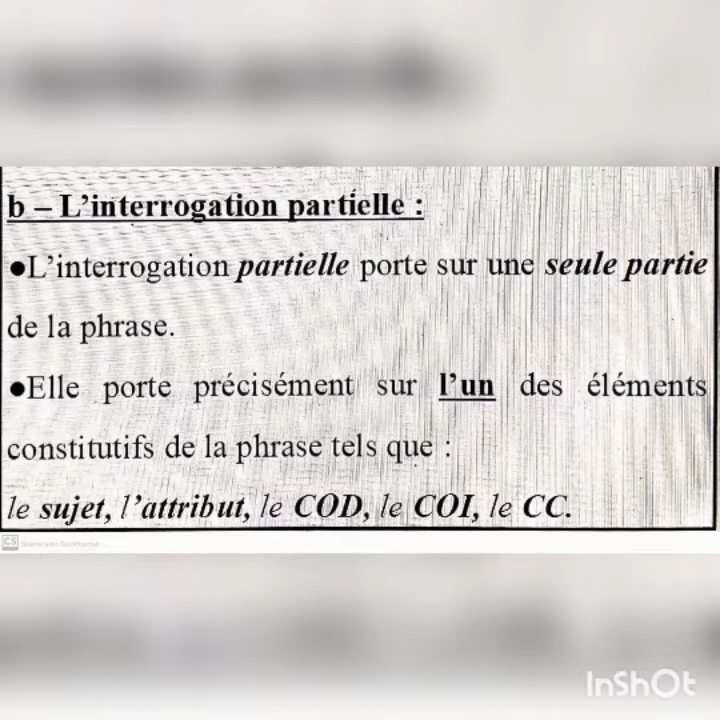 b – L'interrogation partielle :
●L'interrogation partielle porte sur une seule partie
de la phrase.
●Elle porte précisément sur l'un des éléments
constitutifs de la phrase tels que :
le sujet, l'attribut, le COD, le COI, le CC.
CS
InShOt